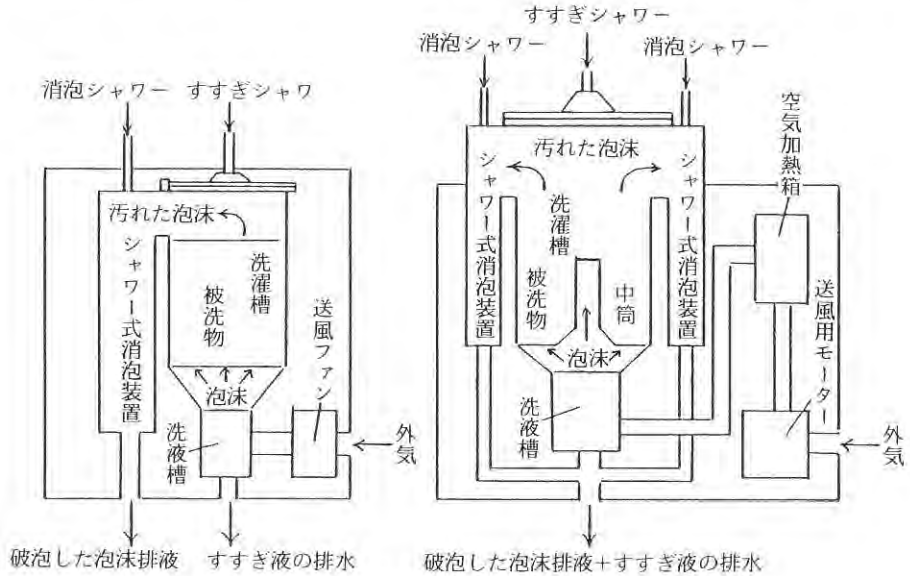 消泡シャワー
すすぎシャワ
汚れた泡沫
シャワー式消泡装置
洗濯槽
被洗物
泡沫
洗液槽
送風ファン
外気
破泡した泡沫排液
すすぎ液の排水
すすぎシャワー
消泡シャワー
消泡シャワー
汚れた泡沫
シャワー式消泡装置
シャワー式消泡装置
洗濯槽
被洗物
中筒
泡沫
洗液槽
空気加熱箱
送風用モーター
外気
破泡した泡沫排液+すすぎ液の排水